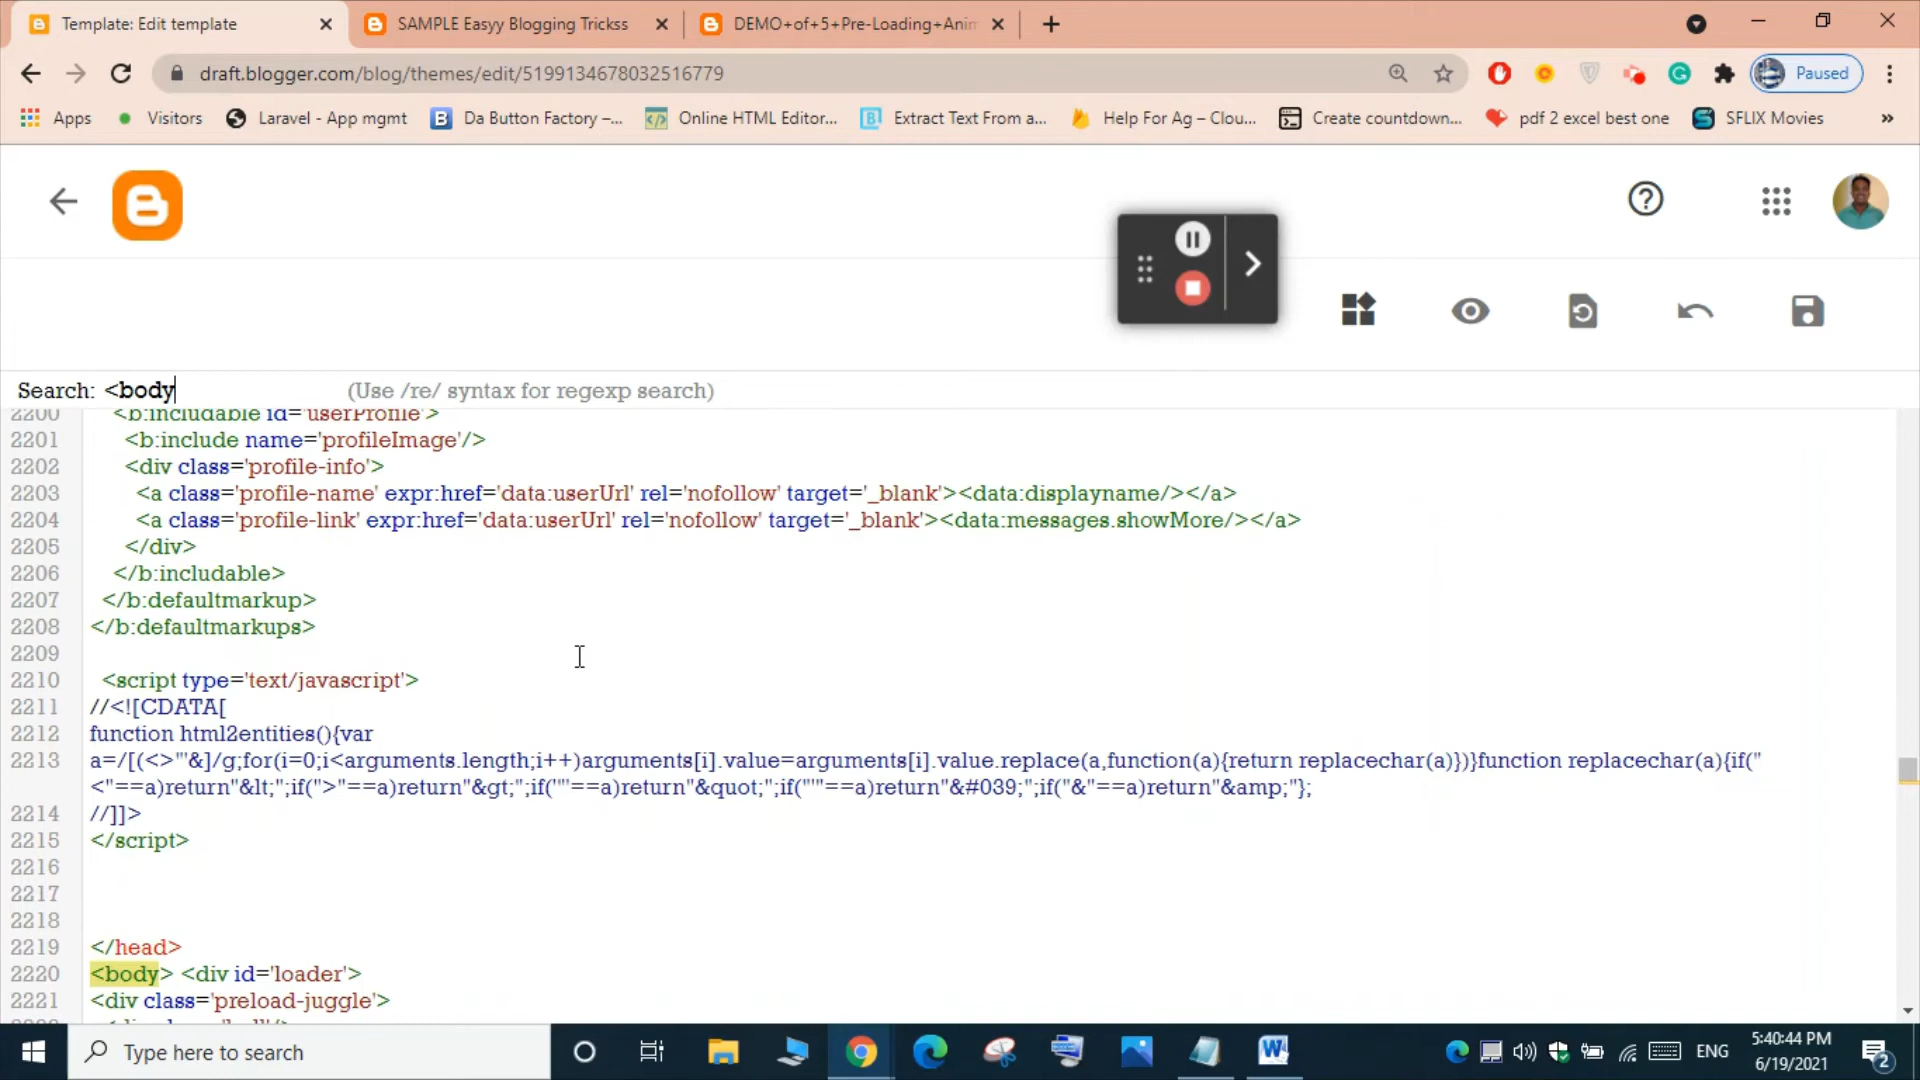 Template: Edit template
SAMPLE Easyy Blogging Trickss
DEMO+of+5+Pre-Loading+Anim
draft.blogger.com/blog/themes/edit/5199134678032516779
Paused
Apps
Visitors
Laravel - App mgmt
Da Button Factory –...
Online HTML Editor...
Extract Text From a...
Help For Ag – Clou...
Create countdown...
pdf 2 excel best one
SFLIX Movies
Search: <body (Use /re/ syntax for regexp search)
2200 <b:includable id='userProfile'>
2201 <b:include name='profileImage'/>
2202 <div class='profile-info'>
2203 <a class='profile-name' expr:href='data:userUrl' rel='nofollow' target='_blank'><data:displayname/></a>
2204 <a class='profile-link' expr:href='data:userUrl' rel='nofollow' target='_blank'><data:messages.showMore/></a>
2205 </div>
2206 </b:includable>
2207 </b:defaultmarkup>
2208 </b:defaultmarkups>
2209
2210 <script type='text/javascript'>
2211 //<![CDATA[
2212 function html2entities(){var
2213 a=/[(<>"'&]/g;for(i=0;i<arguments.length;i++)arguments[i].value=arguments[i].value.replace(a,function(a){return replacechar(a)})}function replacechar(a){if("
<"==a)return"&lt;";if(">"==a)return"&gt;";if('"'==a)return"&quot;";if("'"==a)return"&#039;";if("&"==a)return"&amp;"};
2214 //]]>
2215 </script>
2216
2217
2218
2219 </head>
2220 <body> <div id='loader'>
2221 <div class='preload-juggle'>
Type here to search
ENG
5:40:44 PM
6/19/2021
2